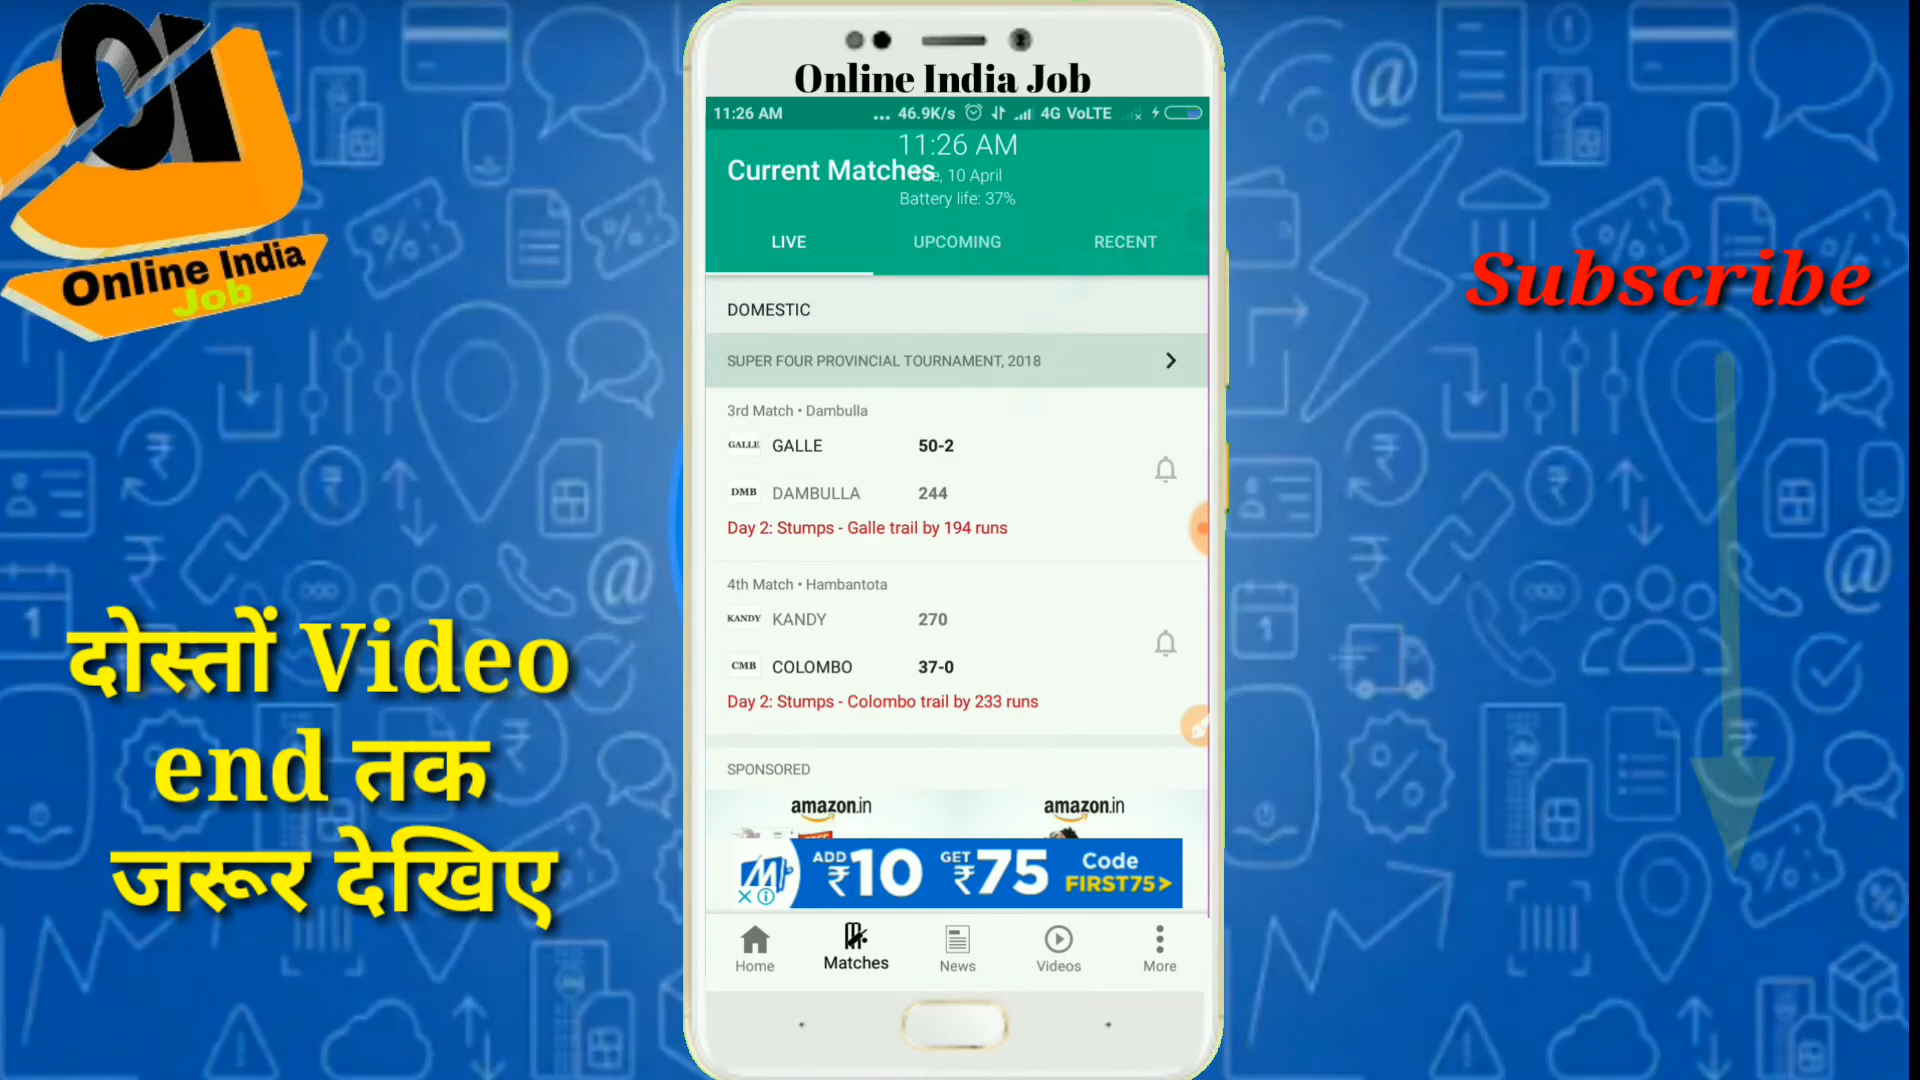 OI
Online India
Job
Online India Job
11:26 AM
... 46.9K/s 4G VoLTE
11:26 AM
Current Matches
, 10 April
Battery life: 37%
LIVE UPCOMING RECENT
DOMESTIC
SUPER FOUR PROVINCIAL TOURNAMENT, 2018
3rd Match • Dambulla
GALLE GALLE 50-2
DMB DAMBULLA 244
Day 2: Stumps - Galle trail by 194 runs
4th Match • Hambantota
KANDY KANDY 270
CMB COLOMBO 37-0
Day 2: Stumps - Colombo trail by 233 runs
SPONSORED
amazon.in amazon.in
ADD ₹10 GET ₹75 Code
FIRST75>
Home Matches News Videos More
Subscribe
दोस्तों Video
end तक
जरूर देखिए